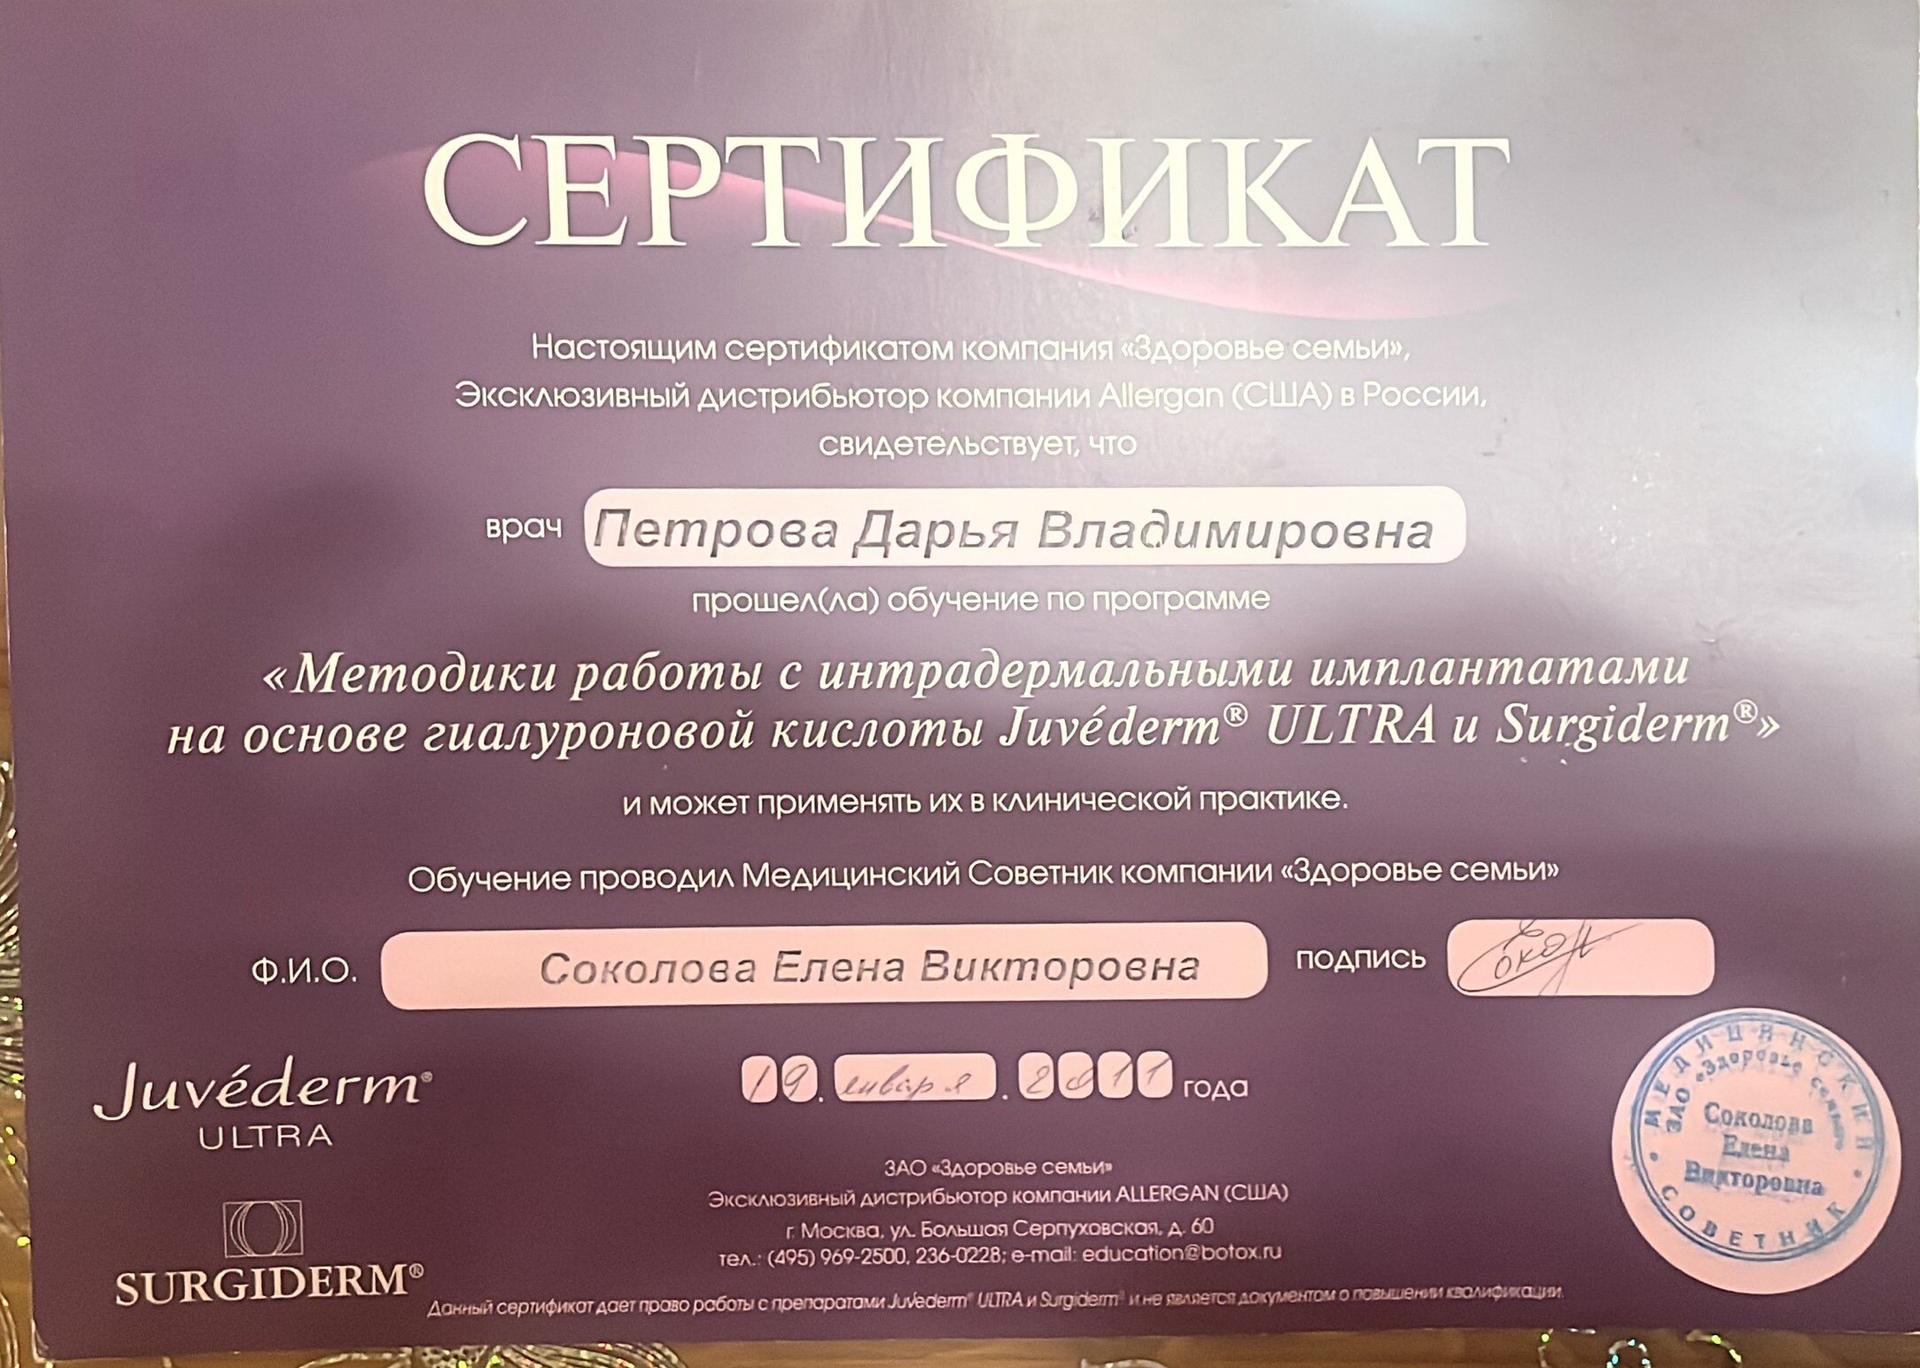 СЕРТИФИКАТ
Настоящим сертификатом компания «Здоровье семьи»,
Эксклюзивный дистрибьютор компании Allergan (США) в России,
свидетельствует, что
врач Петрова Дарья Владимировна
прошел(ла) обучение по программе
«Методики работы с интрадермальными имплантатами
на основе гиалуроновой кислоты Juvéderm® ULTRA и Surgiderm®»
и может применять их в клинической практике.
Обучение проводил Медицинский Советник компании «Здоровье семьи»
Ф.И.О. Соколова Елена Викторовна подпись
19. января. 2011 года
Juvéderm®
ULTRA
SURGIDERM®
ЗАО «Здоровье семьи»
Эксклюзивный дистрибьютор компании ALLERGAN (США)
г. Москва, ул. Большая Серпуховская, д. 60
тел.: (495) 969-2500, 236-0228; e-mail: education@botox.ru
Данный сертификат дает право работы с препаратами Juvederm® ULTRA и Surgiderm® и не является документом о повышении квалификации.
МЕДИЦИНСКИЙ
СОВЕТНИК
ЗАО «Здоровье семьи»
Соколова
Елена
Викторовна